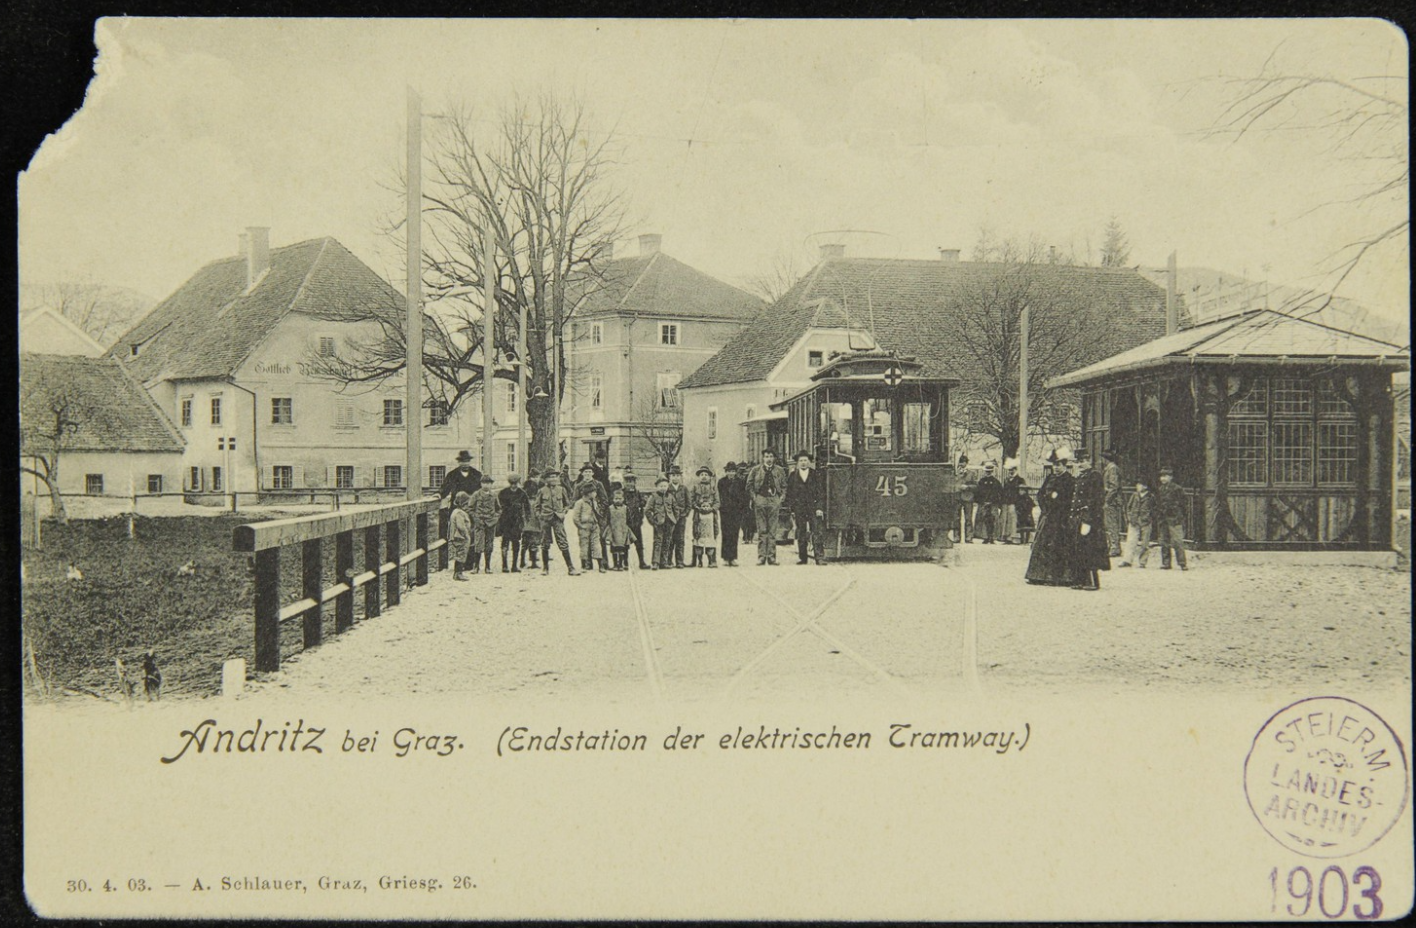 Gottlieb
45
Andritz bei Graz. (Endstation der elektrischen Tramway.)
30. 4. 03. — A. Schlauer, Graz, Griesg. 26.
STEIERM.
LANDES-
ARCHIV
1903